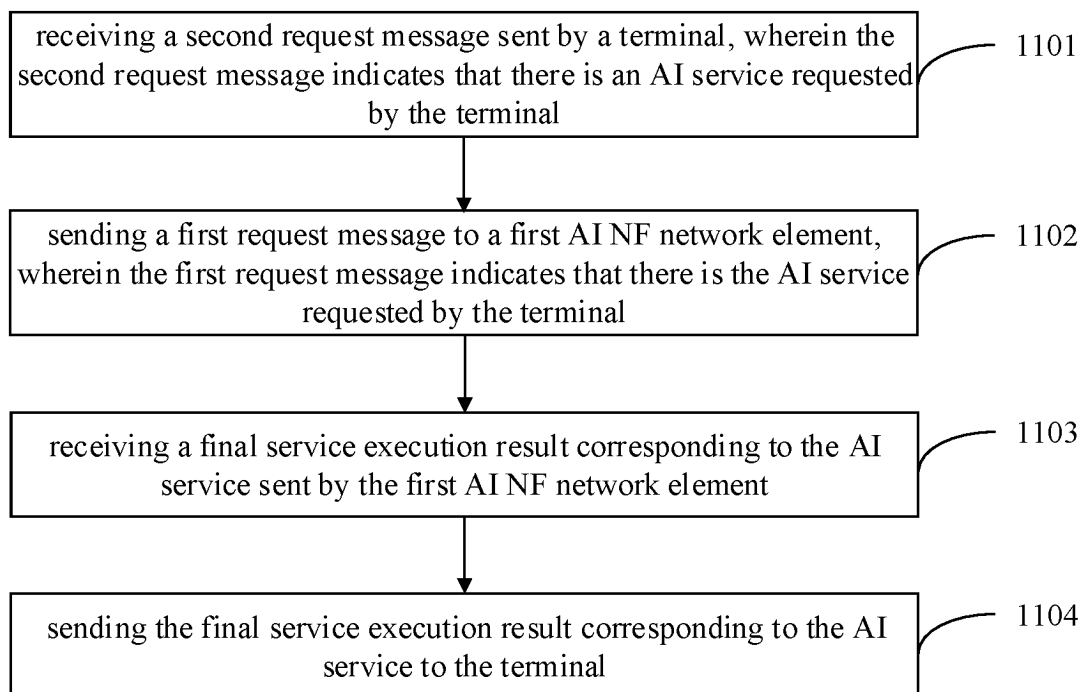 receiving a second request message sent by a terminal, wherein the
second request message indicates that there is an AI service requested
by the terminal
1101
sending a first request message to a first AI NF network element,
wherein the first request message indicates that there is the AI service
requested by the terminal
1102
receiving a final service execution result corresponding to the AI
service sent by the first AI NF network element
1103
sending the final service execution result corresponding to the AI
service to the terminal
1104